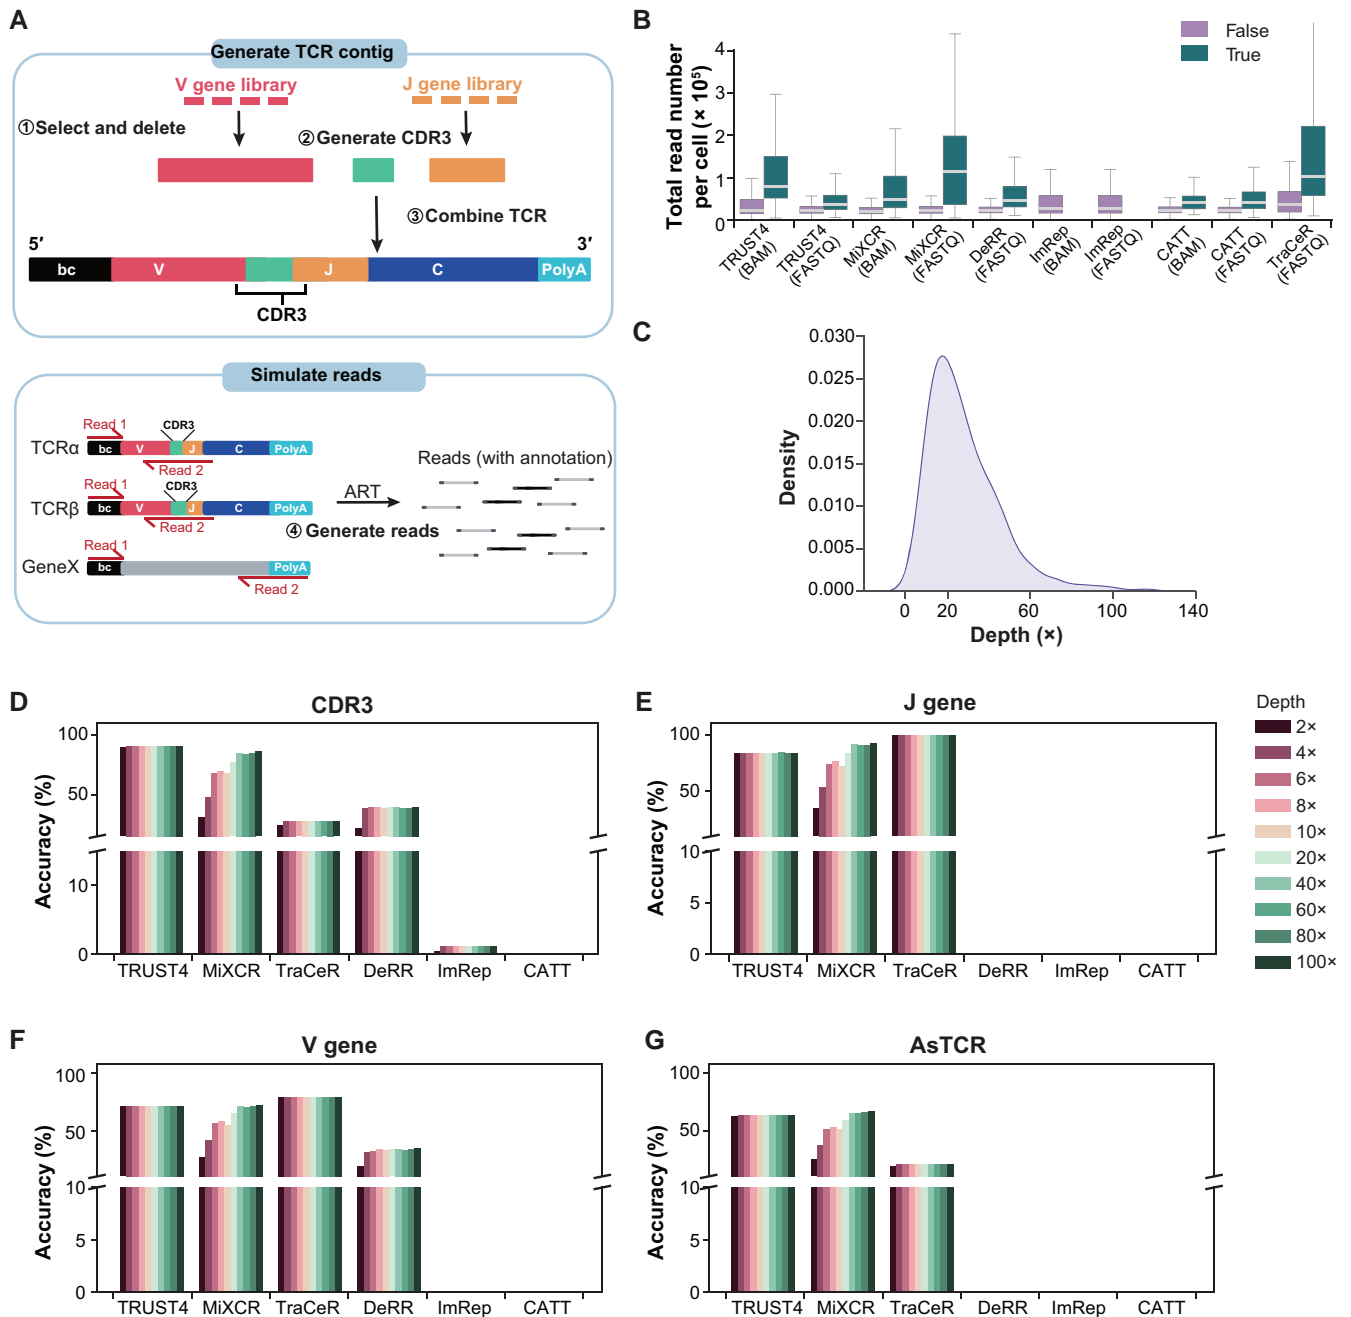 A
Generate TCR contig
V gene library
J gene library
①Select and delete
②Generate CDR3
③Combine TCR
5′
3′
bc
V
J
C
PolyA
CDR3
Simulate reads
Read 1
CDR3
TCRα
bc
V
J
C
PolyA
Read 2
Read 1
CDR3
TCRβ
bc
V
J
C
PolyA
Read 2
Read 1
GeneX
bc
PolyA
Read 2
ART
④ Generate reads
Reads (with annotation)
B
False
True
Total read number
per cell (× 10⁵)
4
3
2
1
0
TRUST4
(BAM)
TRUST4
(FASTQ)
MiXCR
(BAM)
MiXCR
(FASTQ)
DeRR
(FASTQ)
ImRep
(BAM)
ImRep
(FASTQ)
CATT
(BAM)
CATT
(FASTQ)
TraCeR
(FASTQ)
C
Density
0.030
0.025
0.020
0.015
0.010
0.005
0.000
0 20 60 100 140
Depth (×)
D
CDR3
Accuracy (%)
100
50
10
0
TRUST4 MiXCR TraCeR DeRR ImRep CATT
E
J gene
Accuracy (%)
100
50
10
5
0
TRUST4 MiXCR TraCeR DeRR ImRep CATT
Depth
2×
4×
6×
8×
10×
20×
40×
60×
80×
100×
F
V gene
Accuracy (%)
100
50
10
5
0
TRUST4 MiXCR TraCeR DeRR ImRep CATT
G
AsTCR
Accuracy (%)
100
50
10
5
0
TRUST4 MiXCR TraCeR DeRR ImRep CATT